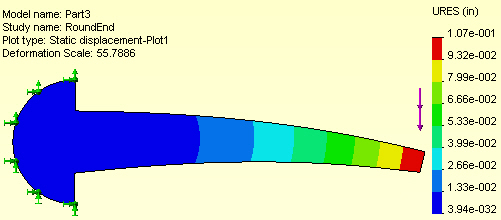 Model name: Part3
Study name: RoundEnd
Plot type: Static displacement-Plot1
Deformation Scale: 55.7886
URES (in)
1.07e-001
9.32e-002
7.99e-002
6.66e-002
5.33e-002
3.99e-002
2.66e-002
1.33e-002
3.94e-032